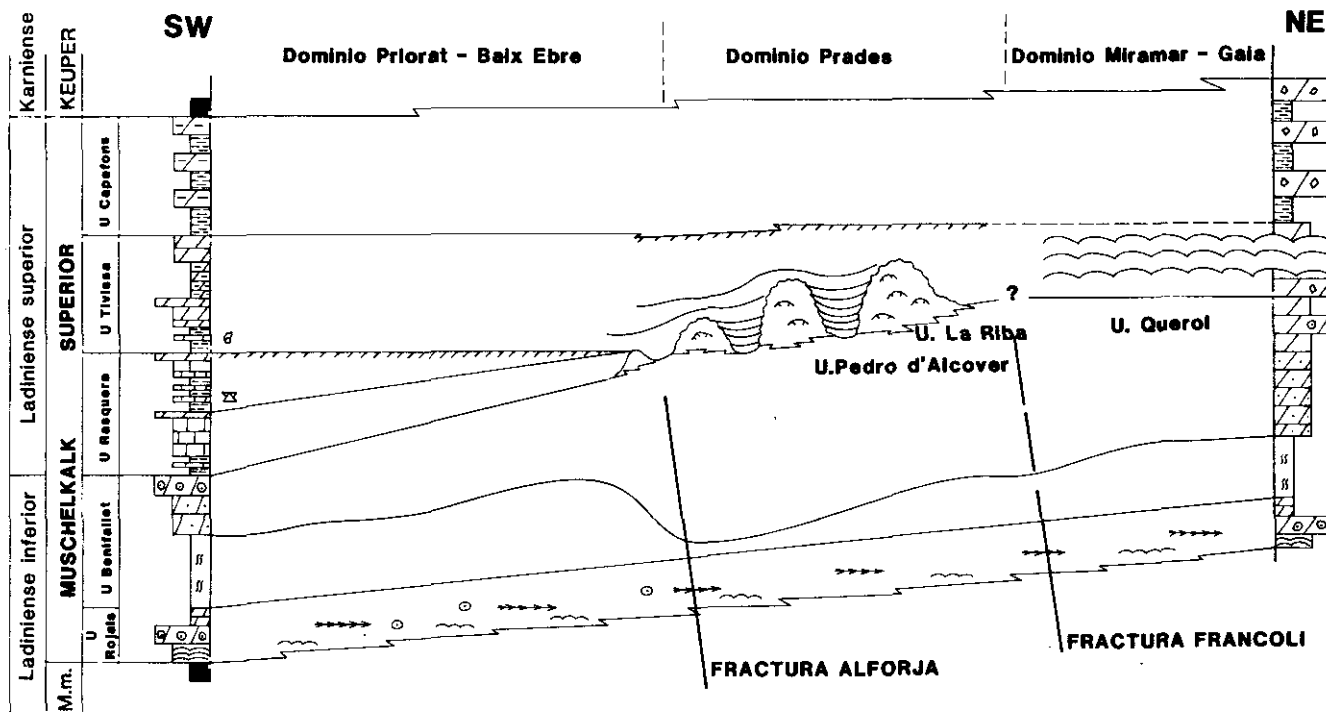 SW
NE
Dominio Priorat - Baix Ebre
Dominio Prades
Dominio Miramar - Gaia
Karniense
KEUPER
Ladiniense superior
Ladiniense inferior
MUSCHELKALK SUPERIOR
M.m.
U Capafons
U Tivissa
U Rasquera
U Benifallet
U Rojals
?
U. La Riba
U. Querol
U.Pedro d'Alcover
FRACTURA FRANCOLI
FRACTURA ALFORJA